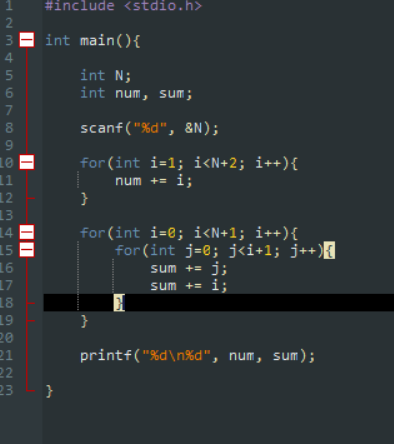 1 #include <stdio.h>
2
3 int main(){
4
5 int N;
6 int num, sum;
7
8 scanf("%d", &N);
9
10 for(int i=1; i<N+2; i++){
11 num += i;
12 }
13
14 for(int i=0; i<N+1; i++){
15 for(int j=0; j<i+1; j++){
16 sum += j;
17 sum += i;
18 }
19 }
20
21 printf("%d\n%d", num, sum);
22
23 }